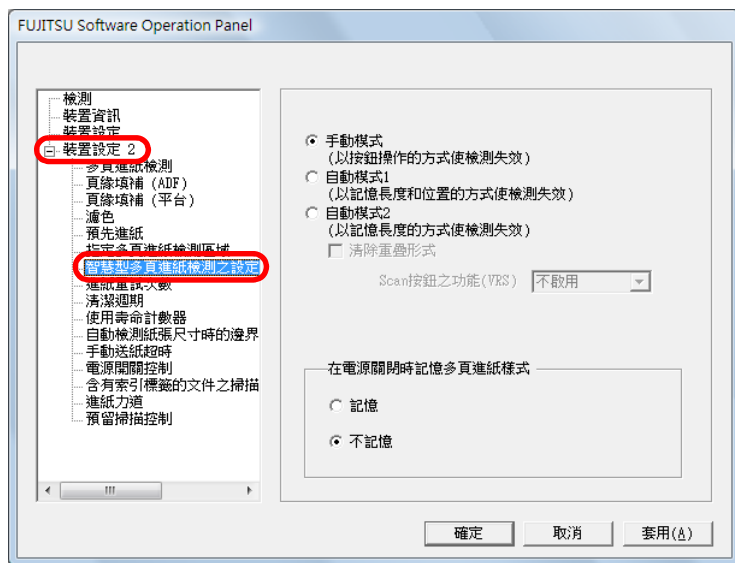 FUJITSU Software Operation Panel
檢測
裝置資訊
裝置設定
裝置設定 2
多頁進紙檢測
頁緣填補 (ADF)
頁緣填補 (平台)
濾色
預先進紙
指定多頁進紙檢測區域
智慧型多頁進紙檢測之設定
進紙重試次數
清潔週期
使用壽命計數器
自動檢測紙張尺寸時的邊界
手動送紙超時
電源開關控制
含有索引標籤的文件之掃描
進紙力道
預留掃描控制
手動模式
(以按鈕操作的方式使檢測失效)
自動模式1
(以記憶長度和位置的方式使檢測失效)
自動模式2
(以記憶長度的方式使檢測失效)
清除重疊形式
Scan按鈕之功能(VRS) 不啟用
在電源關閉時記憶多頁進紙樣式
記憶
不記憶
確定 取消 套用(A)